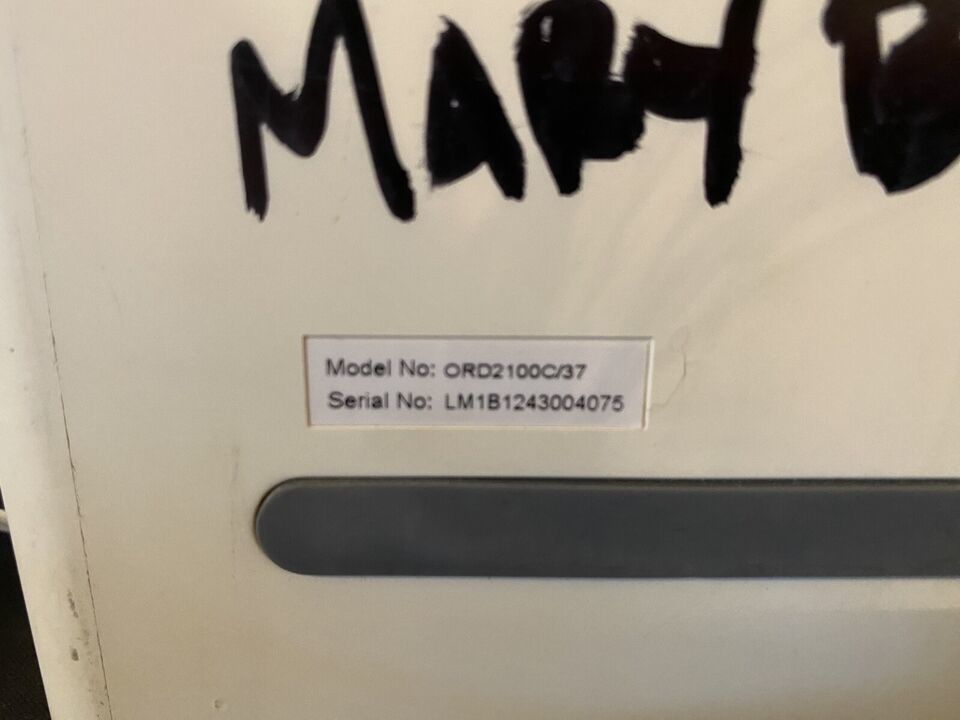 MARY
Model No: ORD2100C/37
Serial No: LM1B1243004075